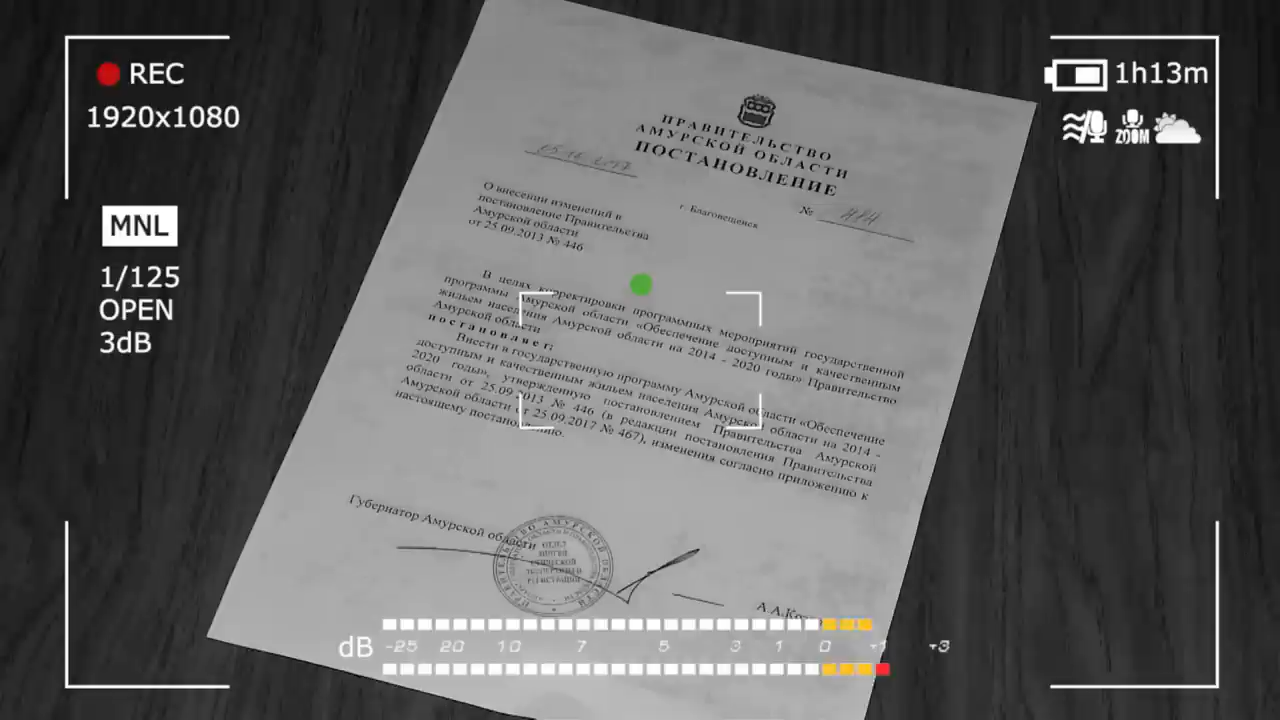 REC
1920x1080
1h13m
ZOOM
MNL
1/125
OPEN
3dB
ПРАВИТЕЛЬСТВО
АМУРСКОЙ ОБЛАСТИ
ПОСТАНОВЛЕНИЕ
№
г. Благовещенск
О внесении изменений в
постановление Правительства
Амурской области
от 25.09.2013 № 446
В целях корректировки программных мероприятий государственной
программы Амурской области «Обеспечение доступным и качественным
жильем населения Амурской области на 2014 - 2020 годы» Правительство
Амурской области
постановляет:
Внести в государственную программу Амурской области «Обеспечение
доступным и качественным жильем населения Амурской области на 2014 -
2020 годы», утвержденную постановлением Правительства Амурской
области от 25.09.2013 № 446 (в редакции постановления Правительства
Амурской области от 25.09.2017 № 467), изменения согласно приложению к
настоящему постановлению.
Губернатор Амурской области
ПРАВИТЕЛЬСТВО АМУРСКОЙ ОБЛАСТИ
ОТДЕЛ
РЕГИСТРАЦИИ
А.А.
dB -25 20 10 7 5 3 1 0 +1 +3